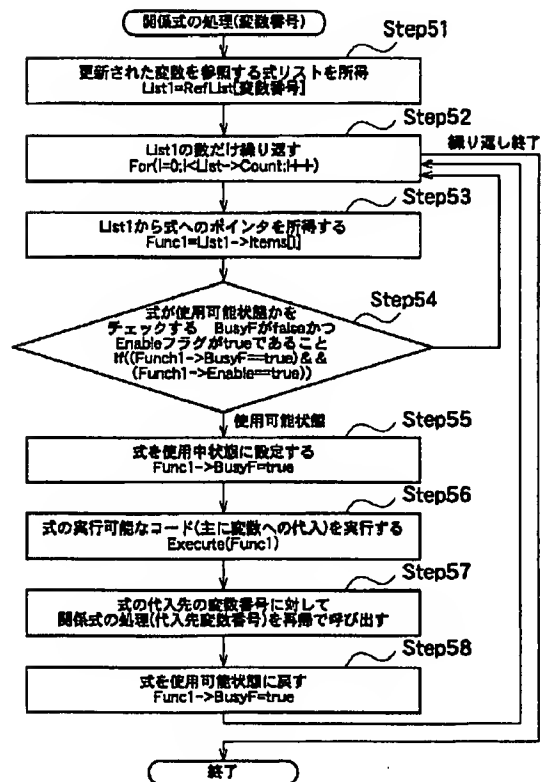 関係式の処理(変数番号)
Step51
更新された変数を参照する式リストを所得
List1=RefList[変数番号]
Step52
繰り返し終了
List1の数だけ繰り返す
For(i=0;i<List->Count;i++)
Step53
List1から式へのポインタを所得する
Func1=List1->Items[i]
Step54
式が使用可能状態かを
チェックする BusyFがfalseかつ
Enableフラグがtrueであること
If((Funch1->BusyF==true)&&
(Funch1->Enable==true))
使用可能状態
Step55
式を使用中状態に設定する
Func1->BusyF=true
Step56
式の実行可能なコード(主に変数への代入)を実行する
Execute(Func1)
Step57
式の代入先の変数番号に対して
関係式の処理(代入先変数番号)を再帰で呼び出す
Step58
式を使用可能状態に戻す
Func1->BusyF=true
終了